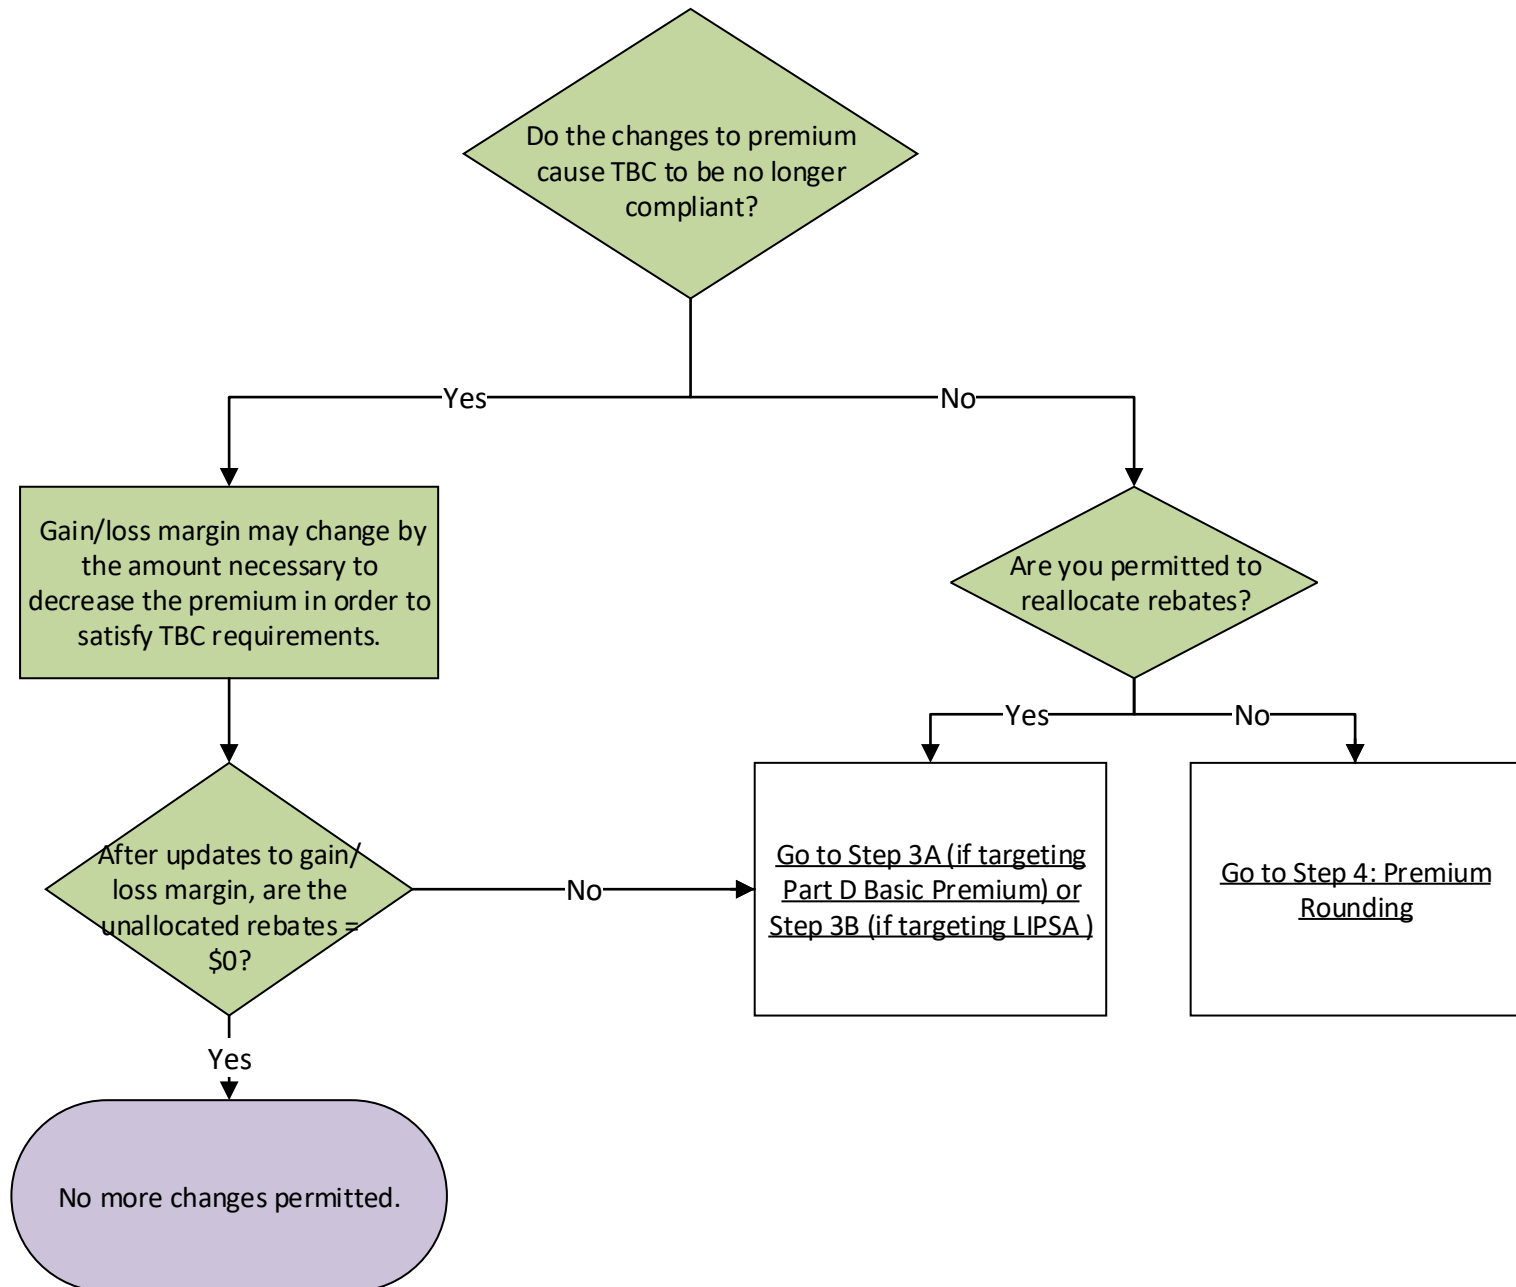 Do the changes to premium
cause TBC to be no longer
compliant?
Yes
No
Gain/loss margin may change by
the amount necessary to
decrease the premium in order to
satisfy TBC requirements.
Are you permitted to
reallocate rebates?
Yes
No
After updates to gain/
loss margin, are the
unallocated rebates =
$0?
No
Go to Step 3A (if targeting
Part D Basic Premium) or
Step 3B (if targeting LIPSA )
Go to Step 4: Premium
Rounding
Yes
No more changes permitted.